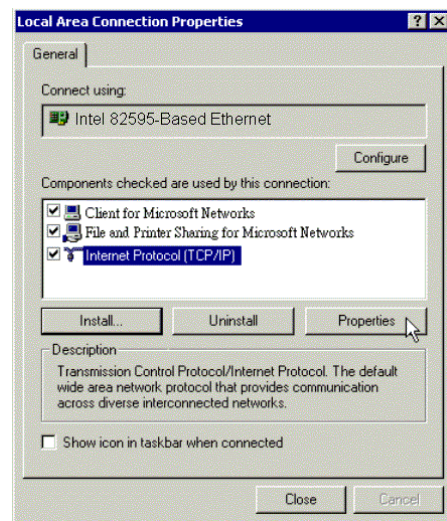 Local Area Connection Properties
General
Connect using:
Intel 82595-Based Ethernet
Configure
Components checked are used by this connection:
Client for Microsoft Networks
File and Printer Sharing for Microsoft Networks
Internet Protocol (TCP/IP)
Install... Uninstall Properties
Description
Transmission Control Protocol/Internet Protocol. The default
wide area network protocol that provides communication
across diverse interconnected networks.
Show icon in taskbar when connected
Close Cancel